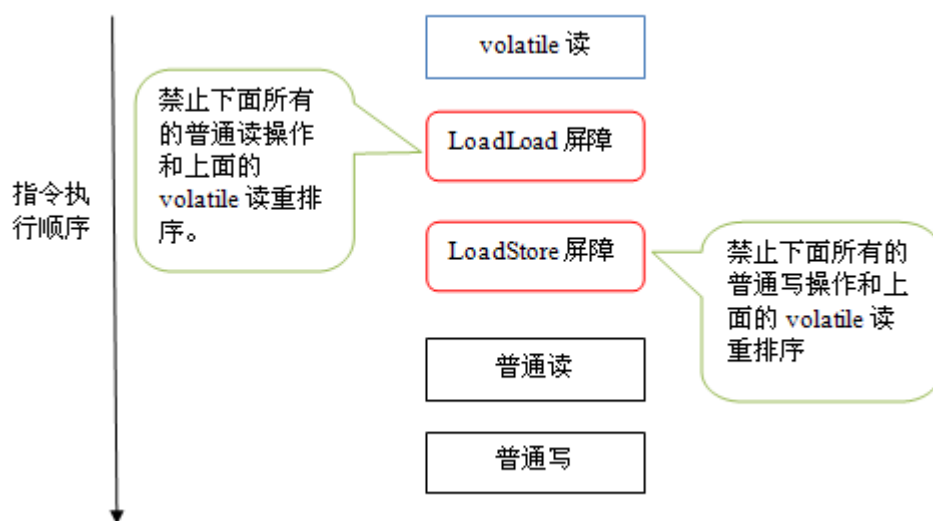 volatile 读
禁止下面所有
的普通读操作
和上面的
volatile 读重排
序。
LoadLoad 屏障
指令执
行顺序
LoadStore 屏障
禁止下面所有的
普通写操作和上
面的 volatile 读
重排序
普通读
普通写